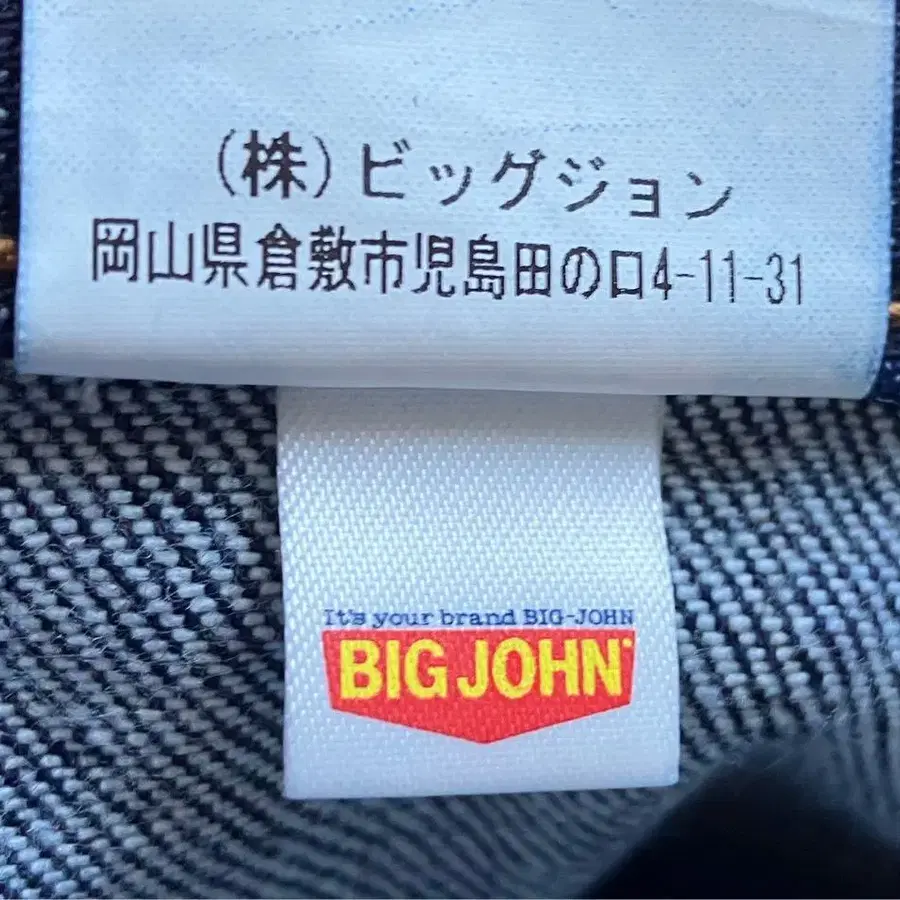 (株)ビッグジョン
岡山県倉敷市児島田の口4-11-31
It's your brand BIG-JOHN
BIG JOHN